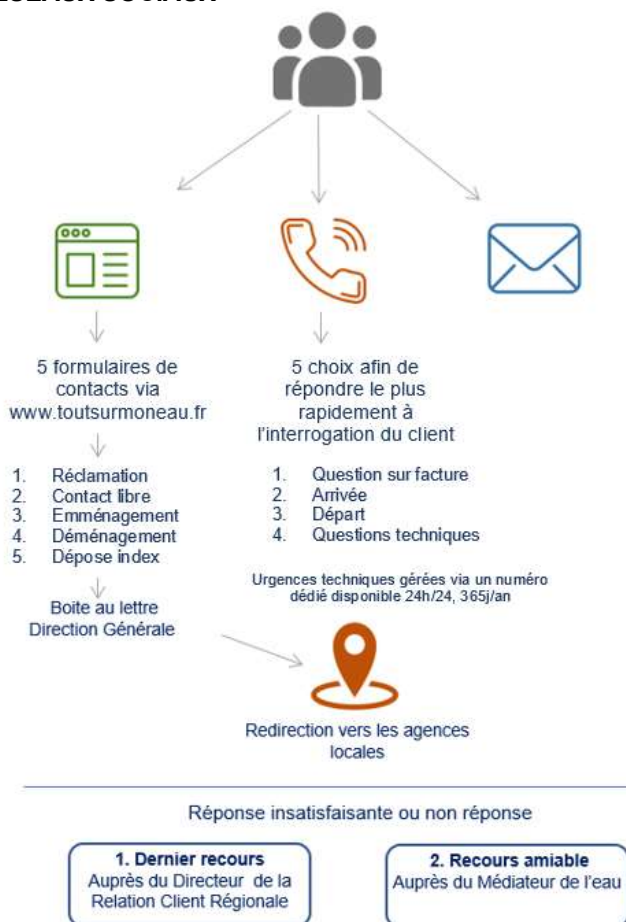 5 formulaires de
contacts via
www.toutsurmoneau.fr
1. Réclamation
2. Contact libre
3. Emménagement
4. Déménagement
5. Dépose index
Boite au lettre
Direction Générale
5 choix afin de
répondre le plus
rapidement à
l'interrogation du client
1. Question sur facture
2. Arrivée
3. Départ
4. Questions techniques
Urgences techniques gérées via un numéro
dédié disponible 24h/24, 365j/an
Redirection vers les agences
locales
Réponse insatisfaisante ou non réponse
1. Dernier recours
Auprès du Directeur de la
Relation Client Régionale
2. Recours amiable
Auprès du Médiateur de l'eau